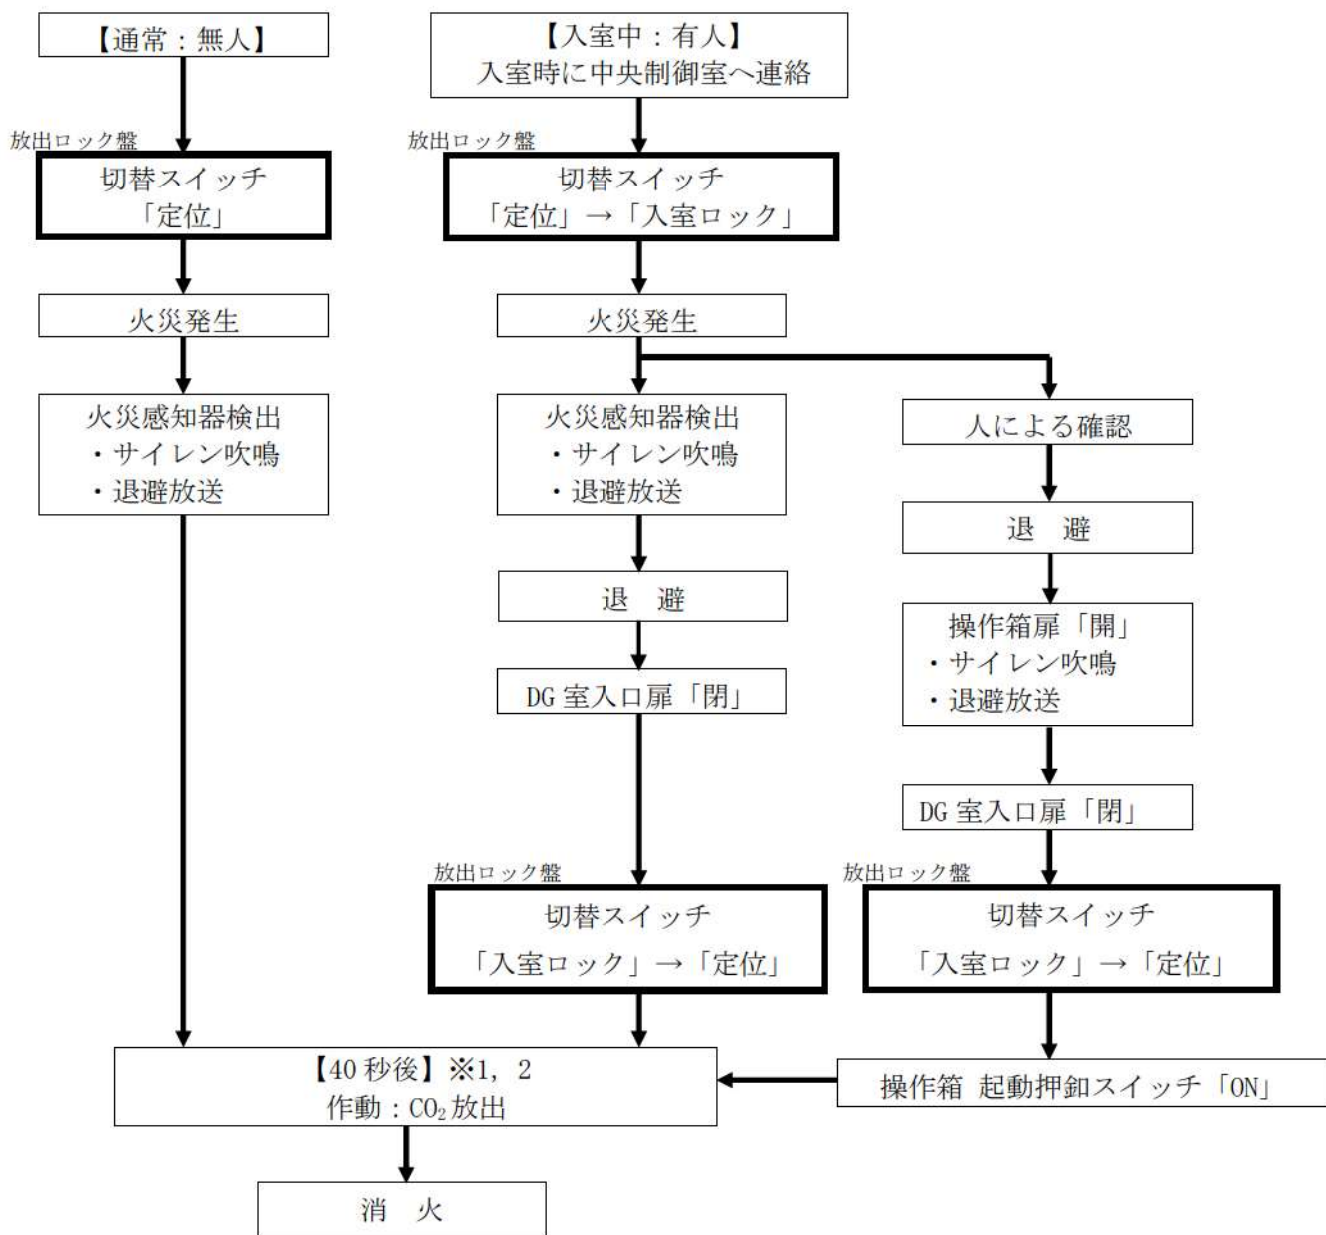 【通常：無人】
放出ロック盤
切替スイッチ
「定位」
火災発生
火災感知器検出
・サイレン吹鳴
・退避放送
【入室中：有人】
入室時に中央制御室へ連絡
放出ロック盤
切替スイッチ
「定位」→「入室ロック」
火災発生
火災感知器検出
・サイレン吹鳴
・退避放送
退　避
DG 室入口扉「閉」
放出ロック盤
切替スイッチ
「入室ロック」→「定位」
人による確認
退　避
操作箱扉「開」
・サイレン吹鳴
・退避放送
DG 室入口扉「閉」
放出ロック盤
切替スイッチ
「入室ロック」→「定位」
操作箱 起動押釦スイッチ「ON」
【40 秒後】※1, 2
作動：CO₂放出
消　火